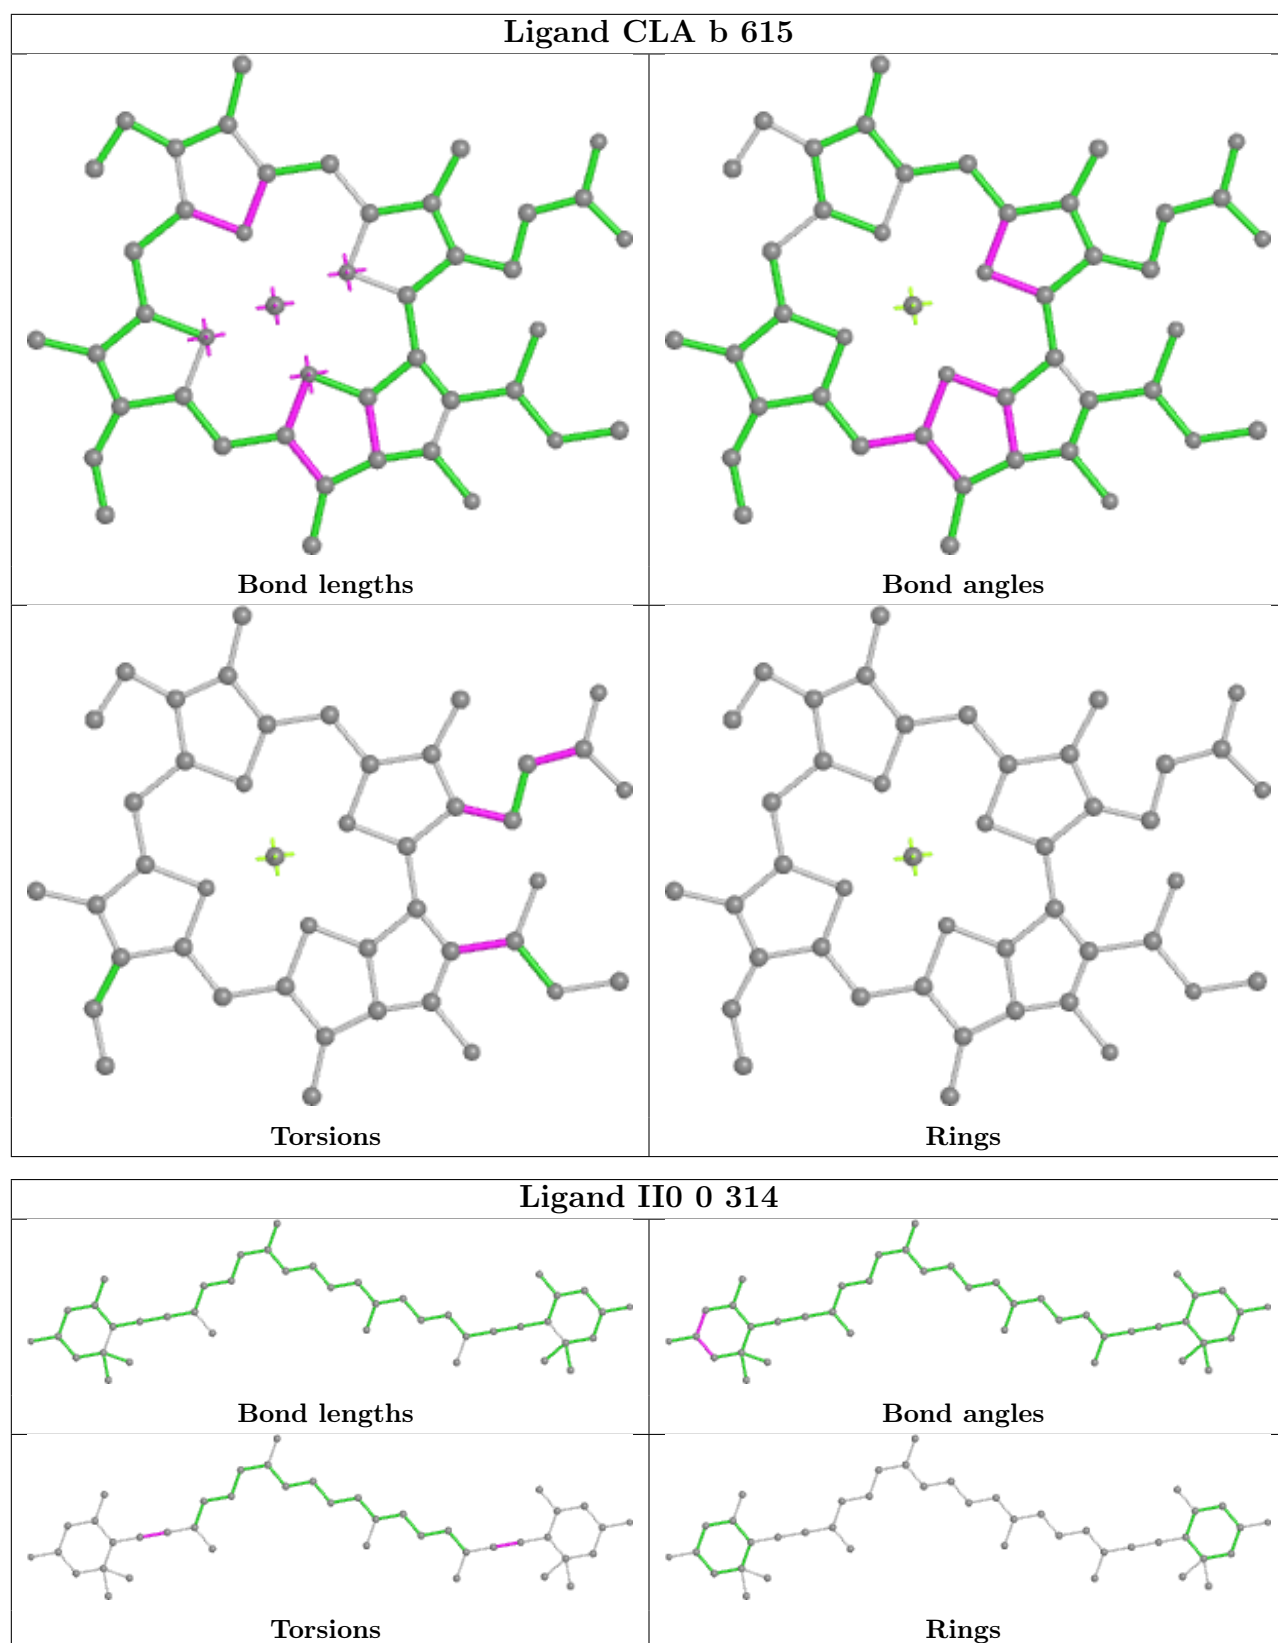 Ligand CLA b 615
Bond lengths
Bond angles
Torsions
Rings
Ligand II0 0 314
Bond lengths
Bond angles
Torsions
Rings